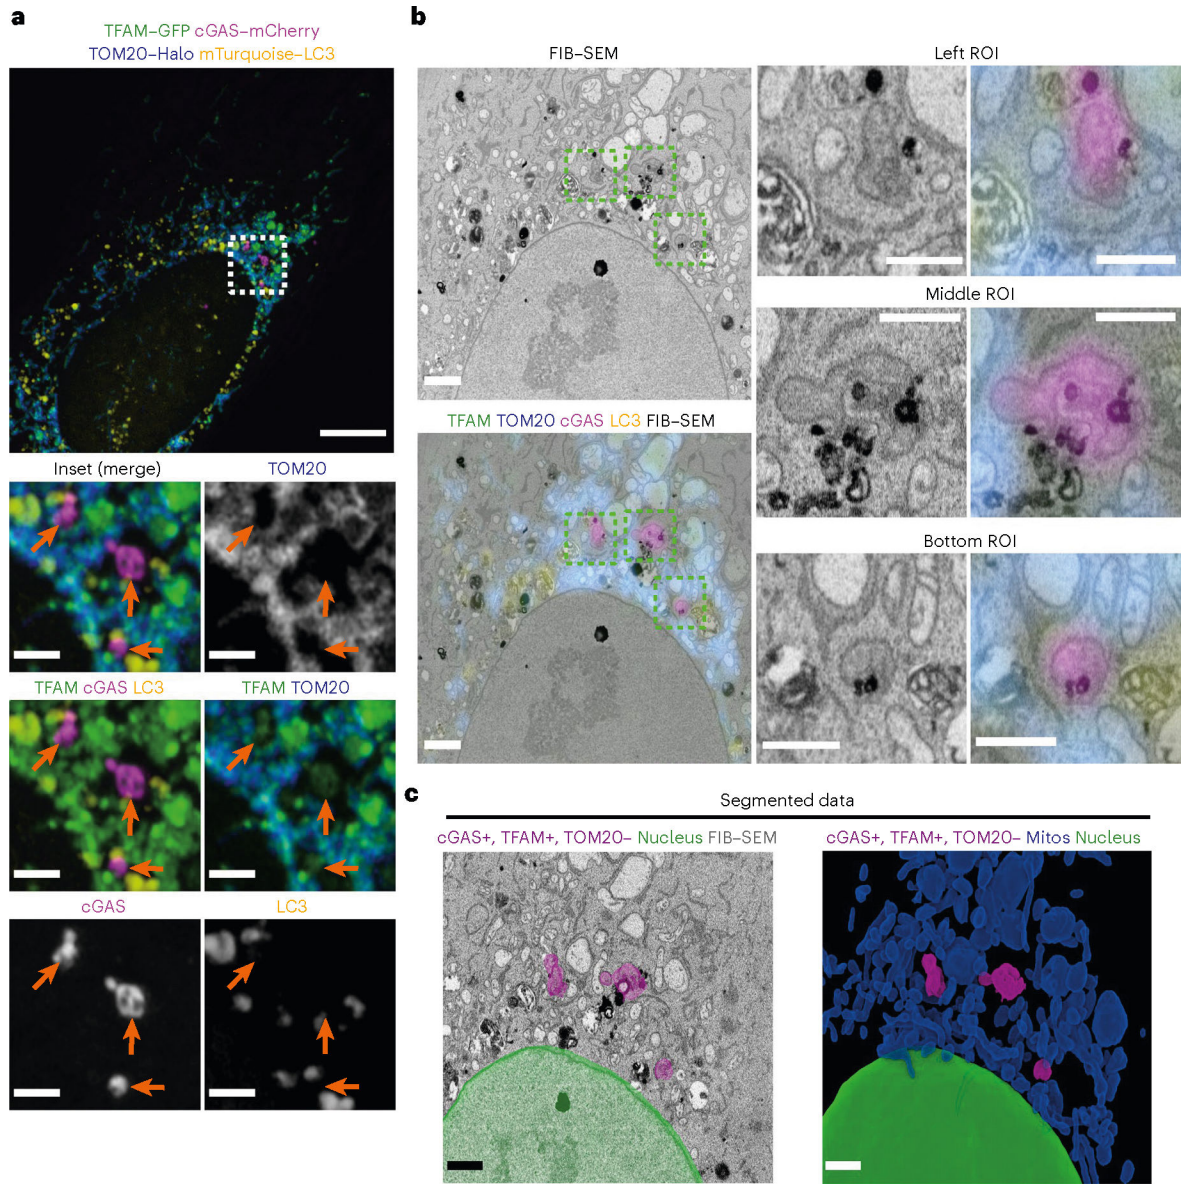 a
TFAM–GFP cGAS–mCherry
TOM20–Halo mTurquoise–LC3
Inset (merge)
TOM20
TFAM cGAS LC3
TFAM TOM20
cGAS
LC3
b
FIB–SEM
Left ROI
Middle ROI
TFAM TOM20 cGAS LC3 FIB–SEM
Bottom ROI
c
Segmented data
cGAS+, TFAM+, TOM20– Nucleus FIB–SEM
cGAS+, TFAM+, TOM20– Mitos Nucleus